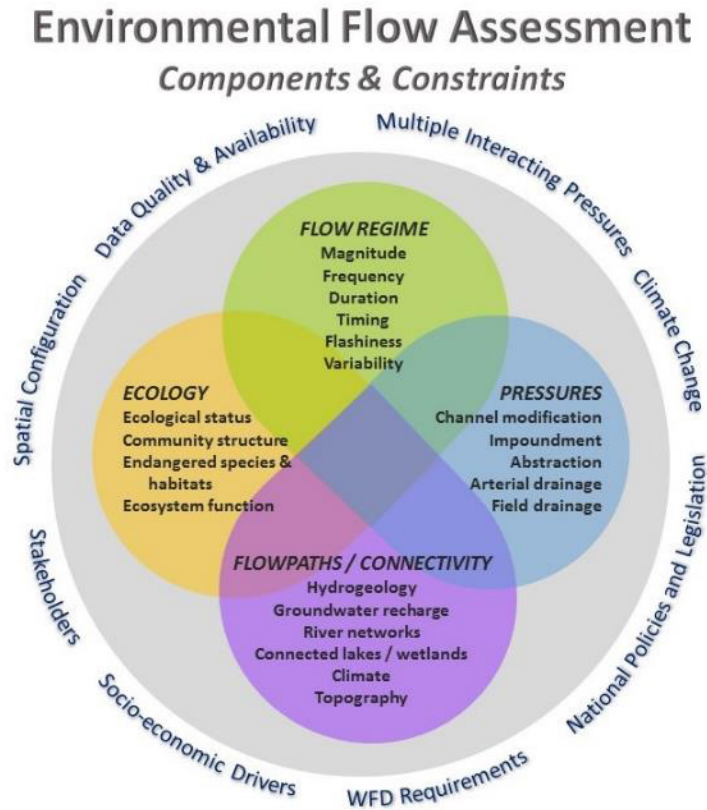 Environmental Flow Assessment
Components & Constraints
Data Quality & Availability
Multiple Interacting Pressures
Climate Change
National Policies and Legislation
WFD Requirements
Socio-economic Drivers
Stakeholders
Spatial Configuration
FLOW REGIME
Magnitude
Frequency
Duration
Timing
Flashiness
Variability
ECOLOGY
Ecological status
Community structure
Endangered species &
habitats
Ecosystem function
PRESSURES
Channel modification
Impoundment
Abstraction
Arterial drainage
Field drainage
FLOWPATHS / CONNECTIVITY
Hydrogeology
Groundwater recharge
River networks
Connected lakes / wetlands
Climate
Topography